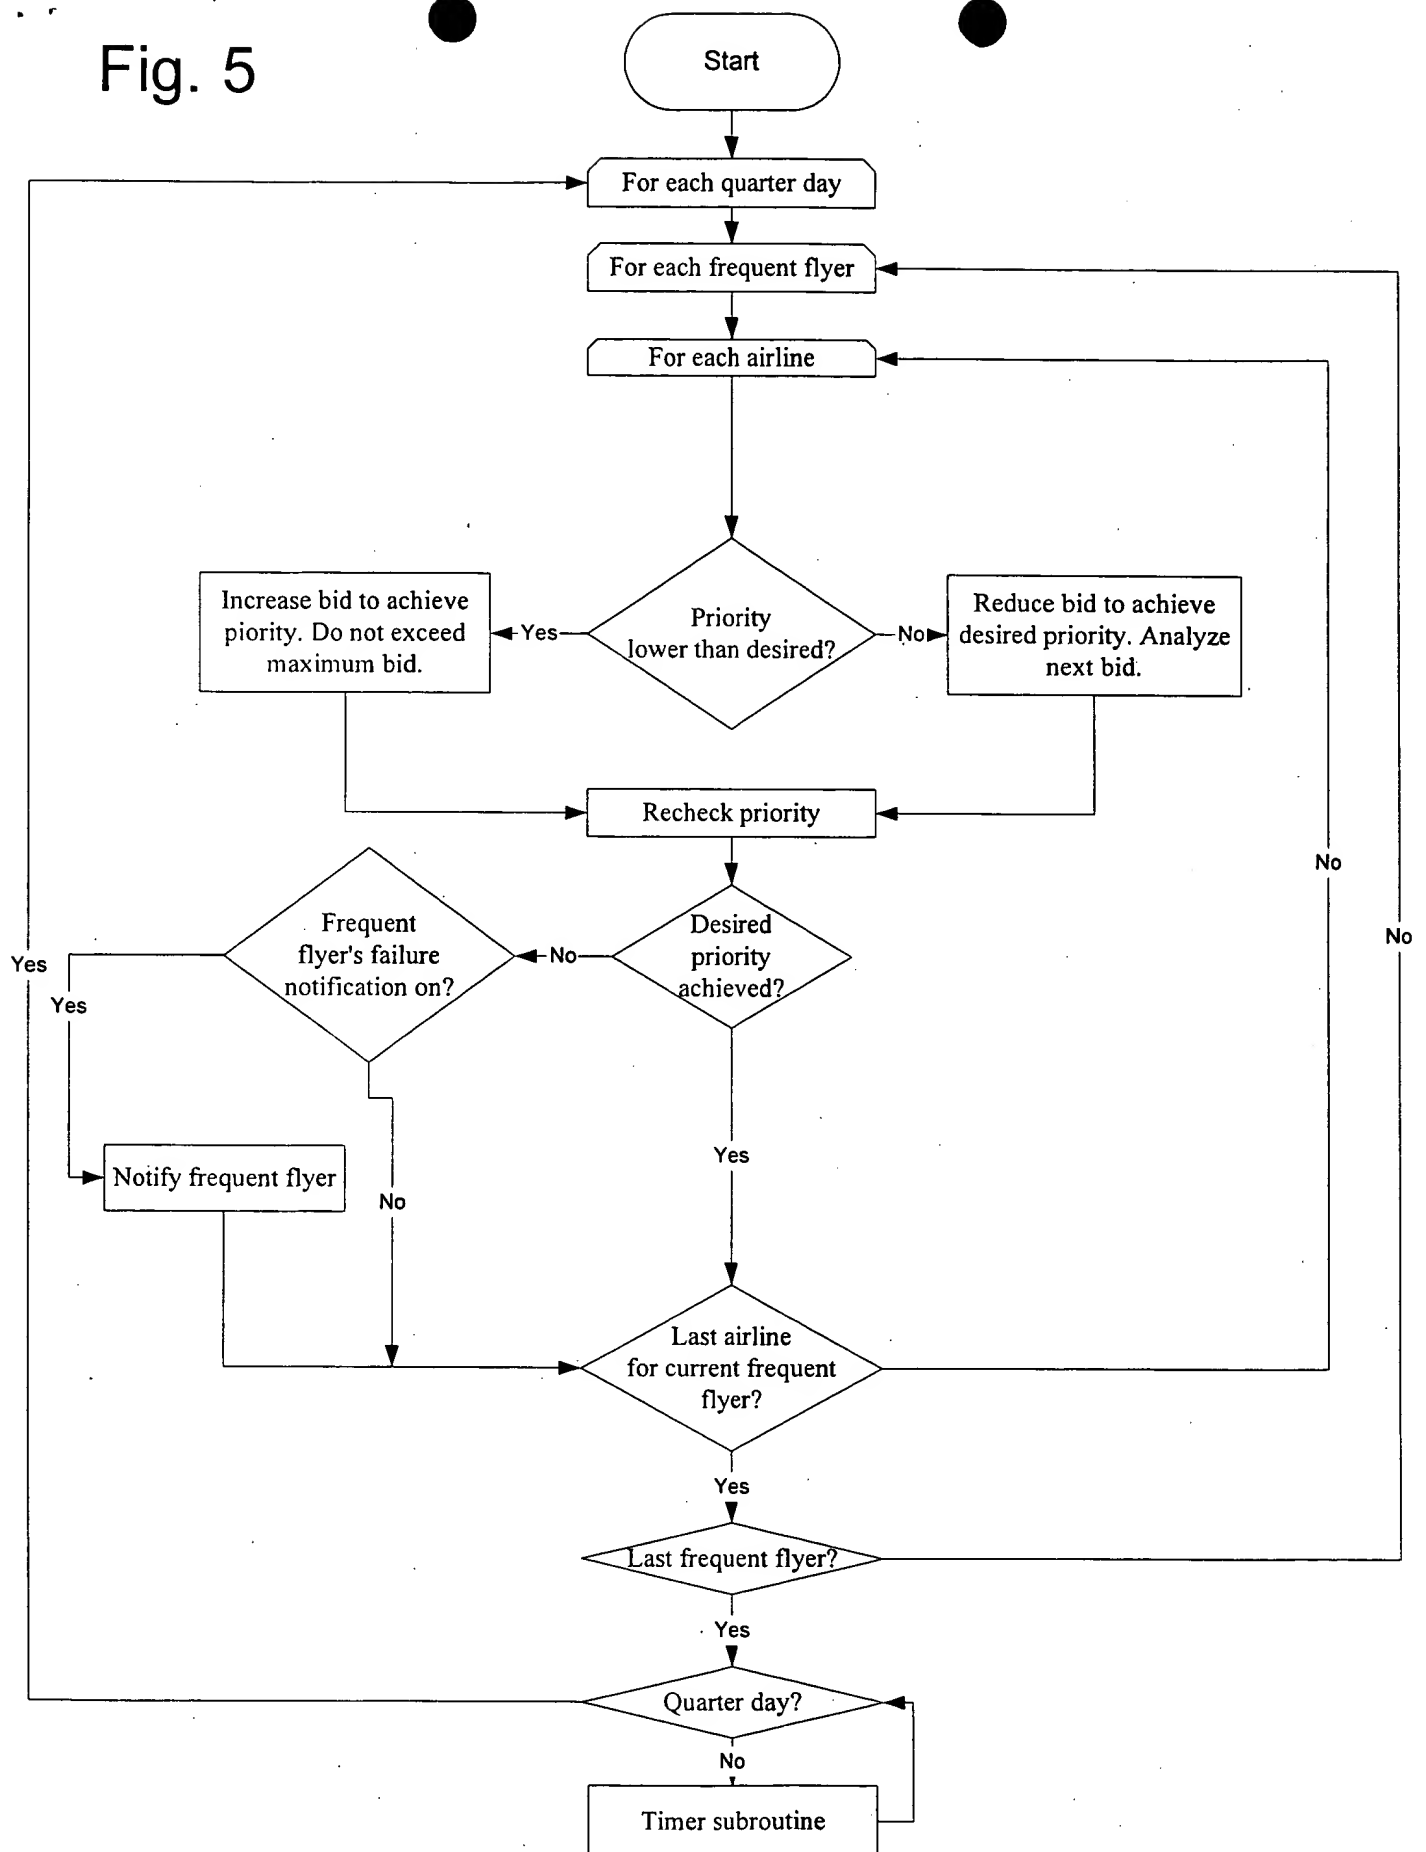 Fig. 5
Start
For each quarter day
For each frequent flyer
For each airline
Increase bid to achieve
piority. Do not exceed
maximum bid.
Yes
Priority
lower than desired?
No
Reduce bid to achieve
desired priority. Analyze
next bid.
Recheck priority
No
No
Frequent
flyer's failure
notification on?
No
Desired
priority
achieved?
Yes
Yes
Yes
Notify frequent flyer
No
Last airline
for current frequent
flyer?
Yes
Last frequent flyer?
Yes
Quarter day?
No
Timer subroutine